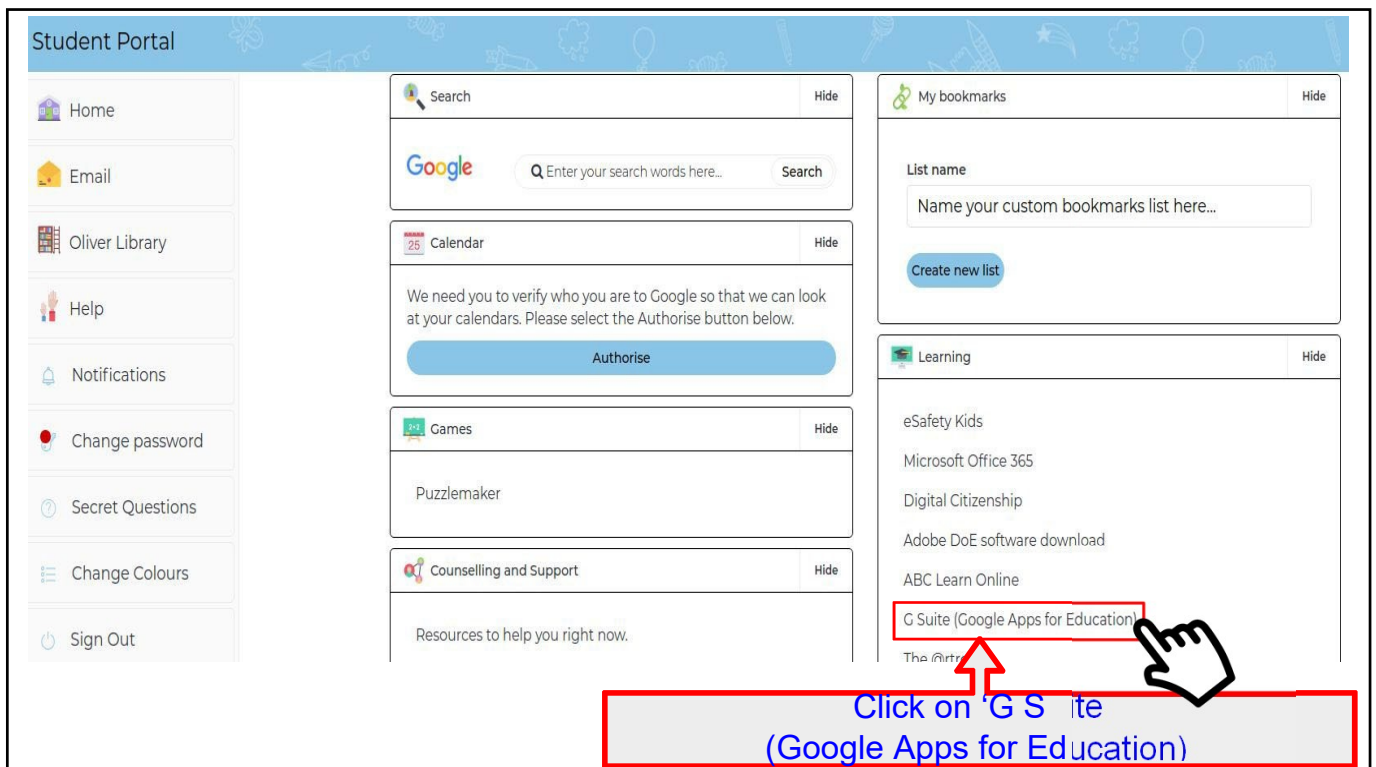 Student Portal
Home
Email
Oliver Library
Help
Notifications
Change password
Secret Questions
Change Colours
Sign Out
Search
Hide
Google
Enter your search words here...
Search
25
Calendar
Hide
We need you to verify who you are to Google so that we can look
at your calendars. Please select the Authorise button below.
Authorise
Games
Hide
Puzzlemaker
Counselling and Support
Hide
Resources to help you right now.
My bookmarks
Hide
List name
Name your custom bookmarks list here...
Create new list
Learning
Hide
eSafety Kids
Microsoft Office 365
Digital Citizenship
Adobe DoE software download
ABC Learn Online
G Suite (Google Apps for Education)
The
Click on ‘G S ite
(Google Apps for Education)